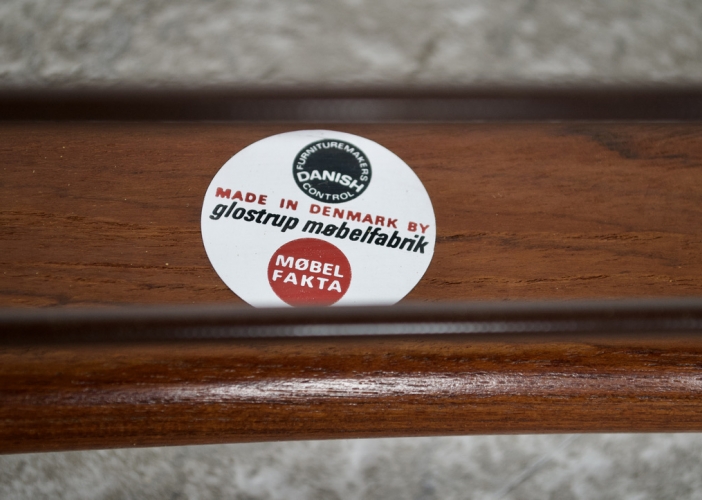 FURNITUREMAKERS
DANISH
CONTROL
MADE IN DENMARK BY
glostrup møbelfabrik
MØBEL
FAKTA